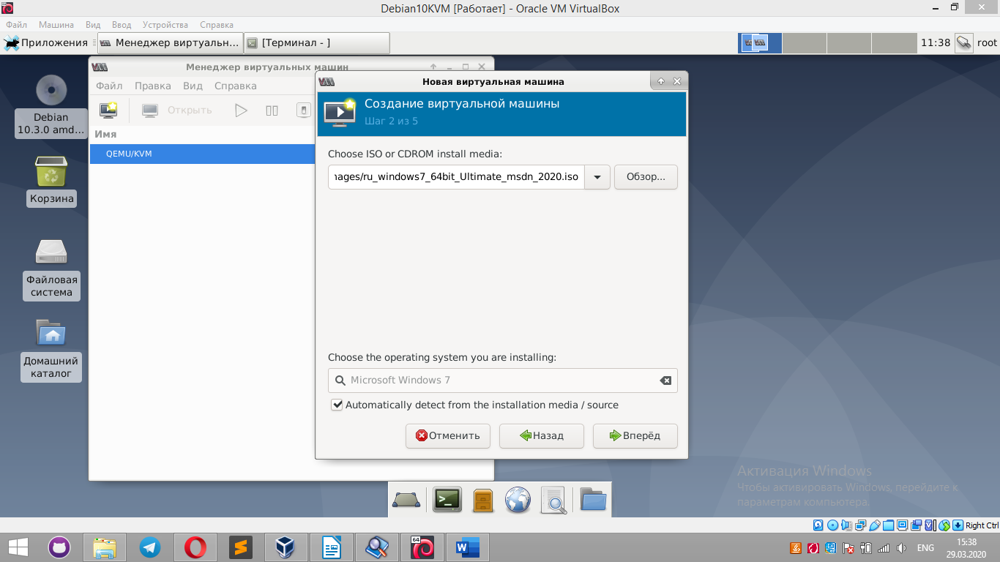 Debian10KVM [Работает] - Oracle VM VirtualBox
Файл Машина Вид Ввод Устройства Справка
Приложения Менеджер виртуальн... [Терминал - ] 11:38 root
Менеджер виртуальных машин
Файл Правка Вид Справка
Открыть
Имя
QEMU/KVM
Debian
10.3.0 amd...
Корзина
Файловая
система
Домашний
каталог
Новая виртуальная машина
Создание виртуальной машины
Шаг 2 из 5
Choose ISO or CDROM install media:
ages/ru_windows7_64bit_Ultimate_msdn_2020.iso Обзор...
Choose the operating system you are installing:
Microsoft Windows 7
Automatically detect from the installation media / source
Отменить Назад Вперёд
Активация Windows
Чтобы активировать Windows, перейдите к
параметрам компьютера.
Right Ctrl
64
ENG
15:38
29.03.2020